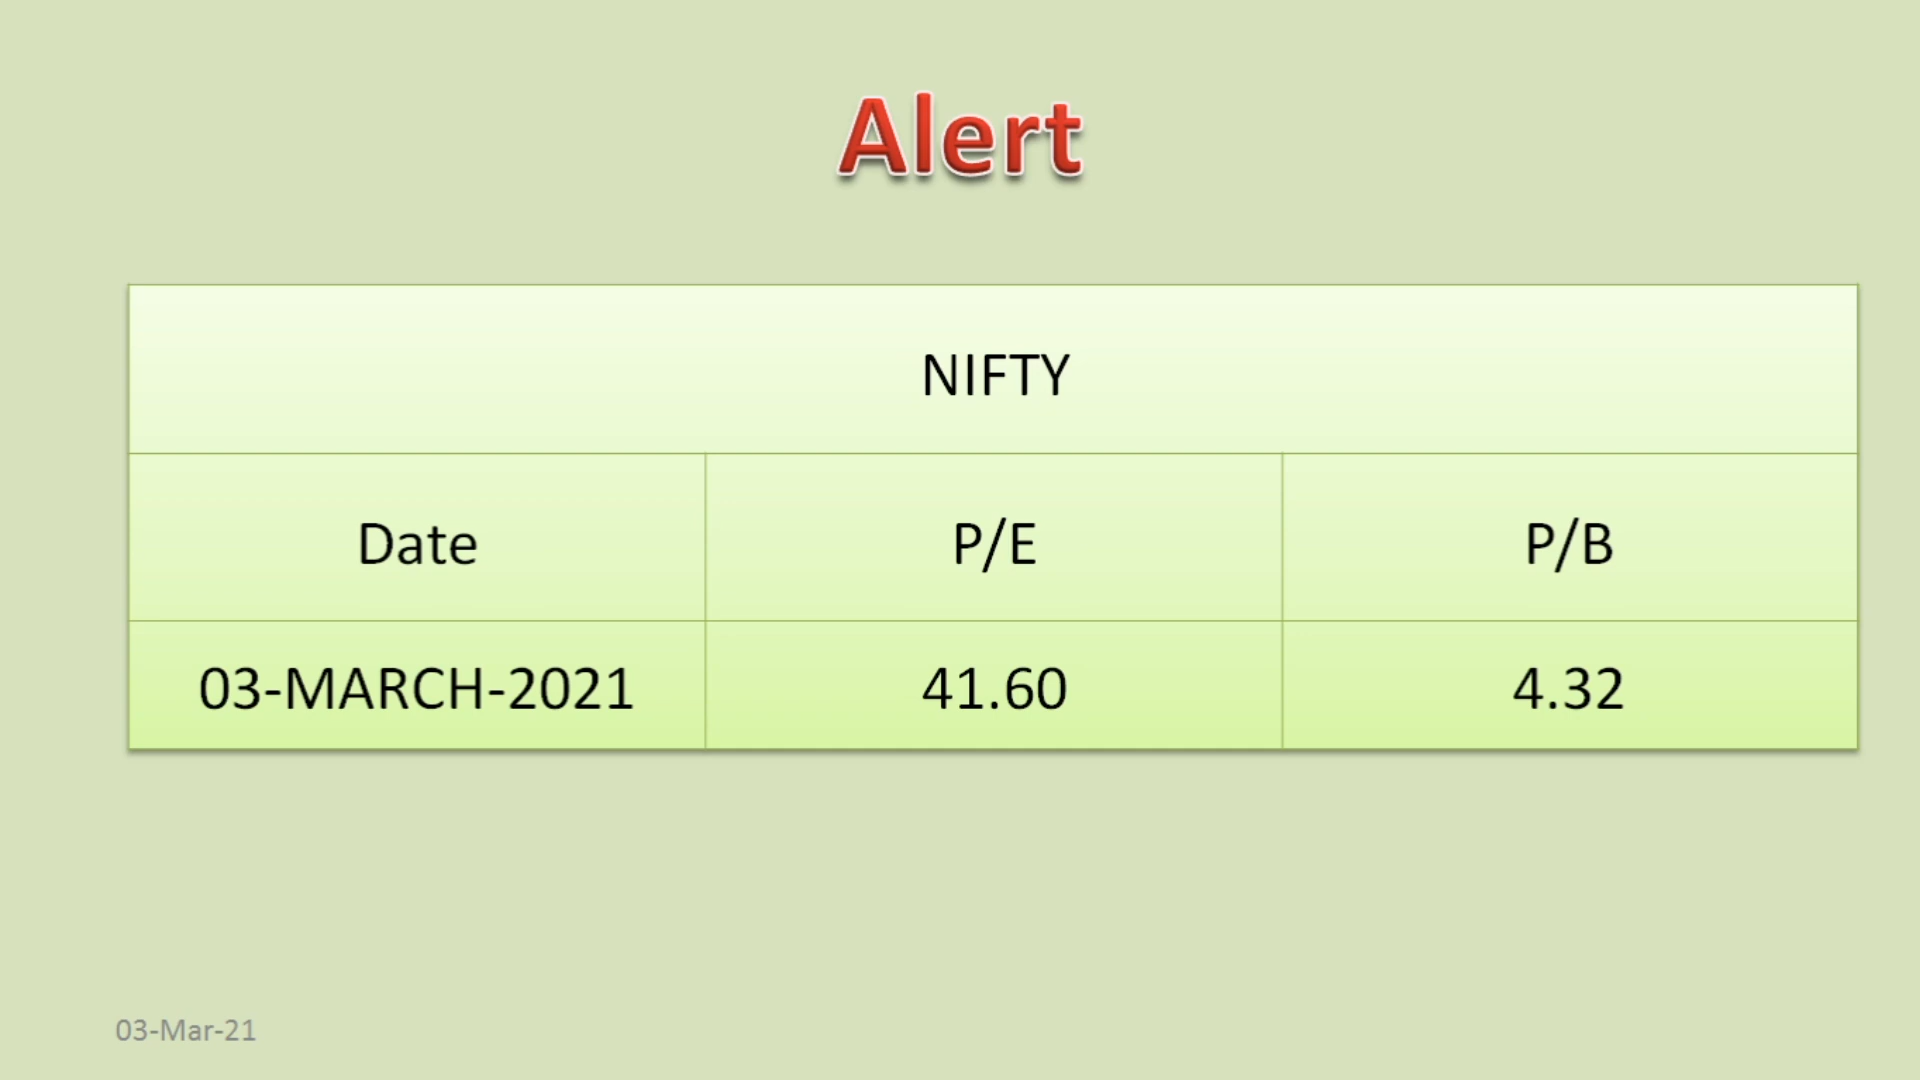 Alert
NIFTY
Date P/E P/B
03-MARCH-2021 41.60 4.32
03-Mar-21